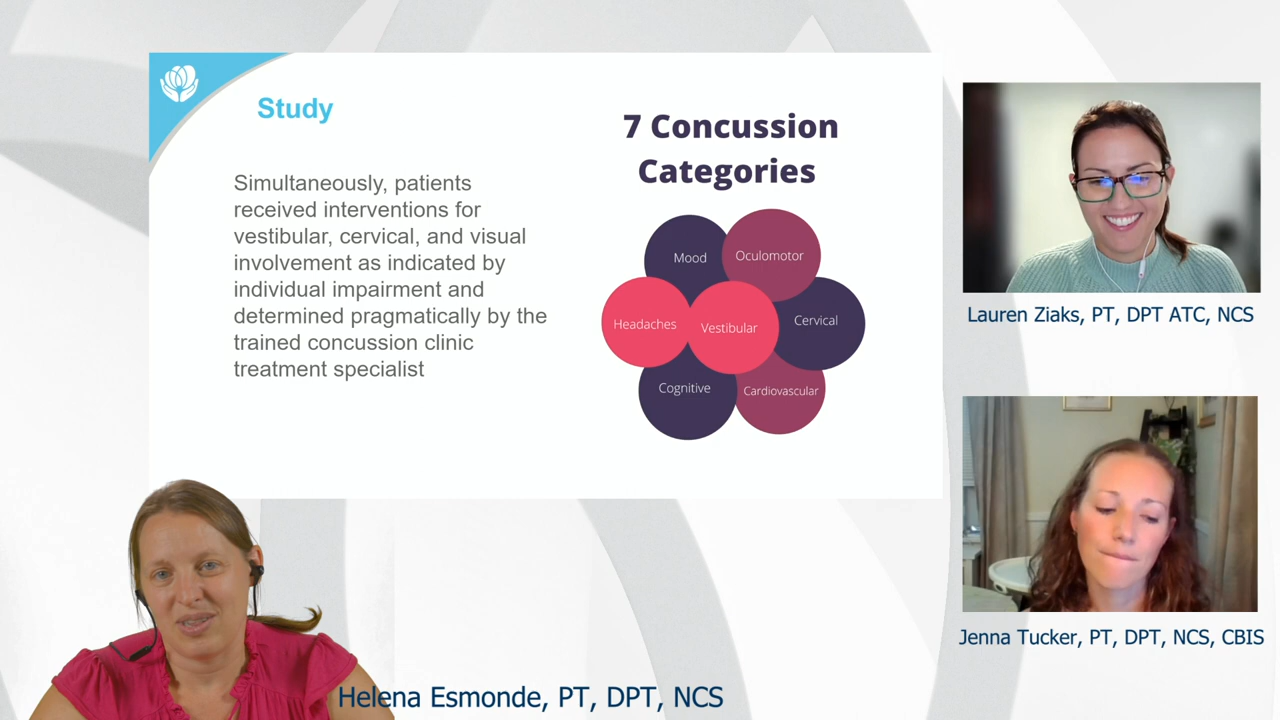 Study
Simultaneously, patients
received interventions for
vestibular, cervical, and visual
involvement as indicated by
individual impairment and
determined pragmatically by the
trained concussion clinic
treatment specialist
7 Concussion
Categories
Mood
Oculomotor
Headaches
Vestibular
Cervical
Cognitive
Cardiovascular
Lauren Ziaks, PT, DPT ATC, NCS
Jenna Tucker, PT, DPT, NCS, CBIS
Helena Esmonde, PT, DPT, NCS